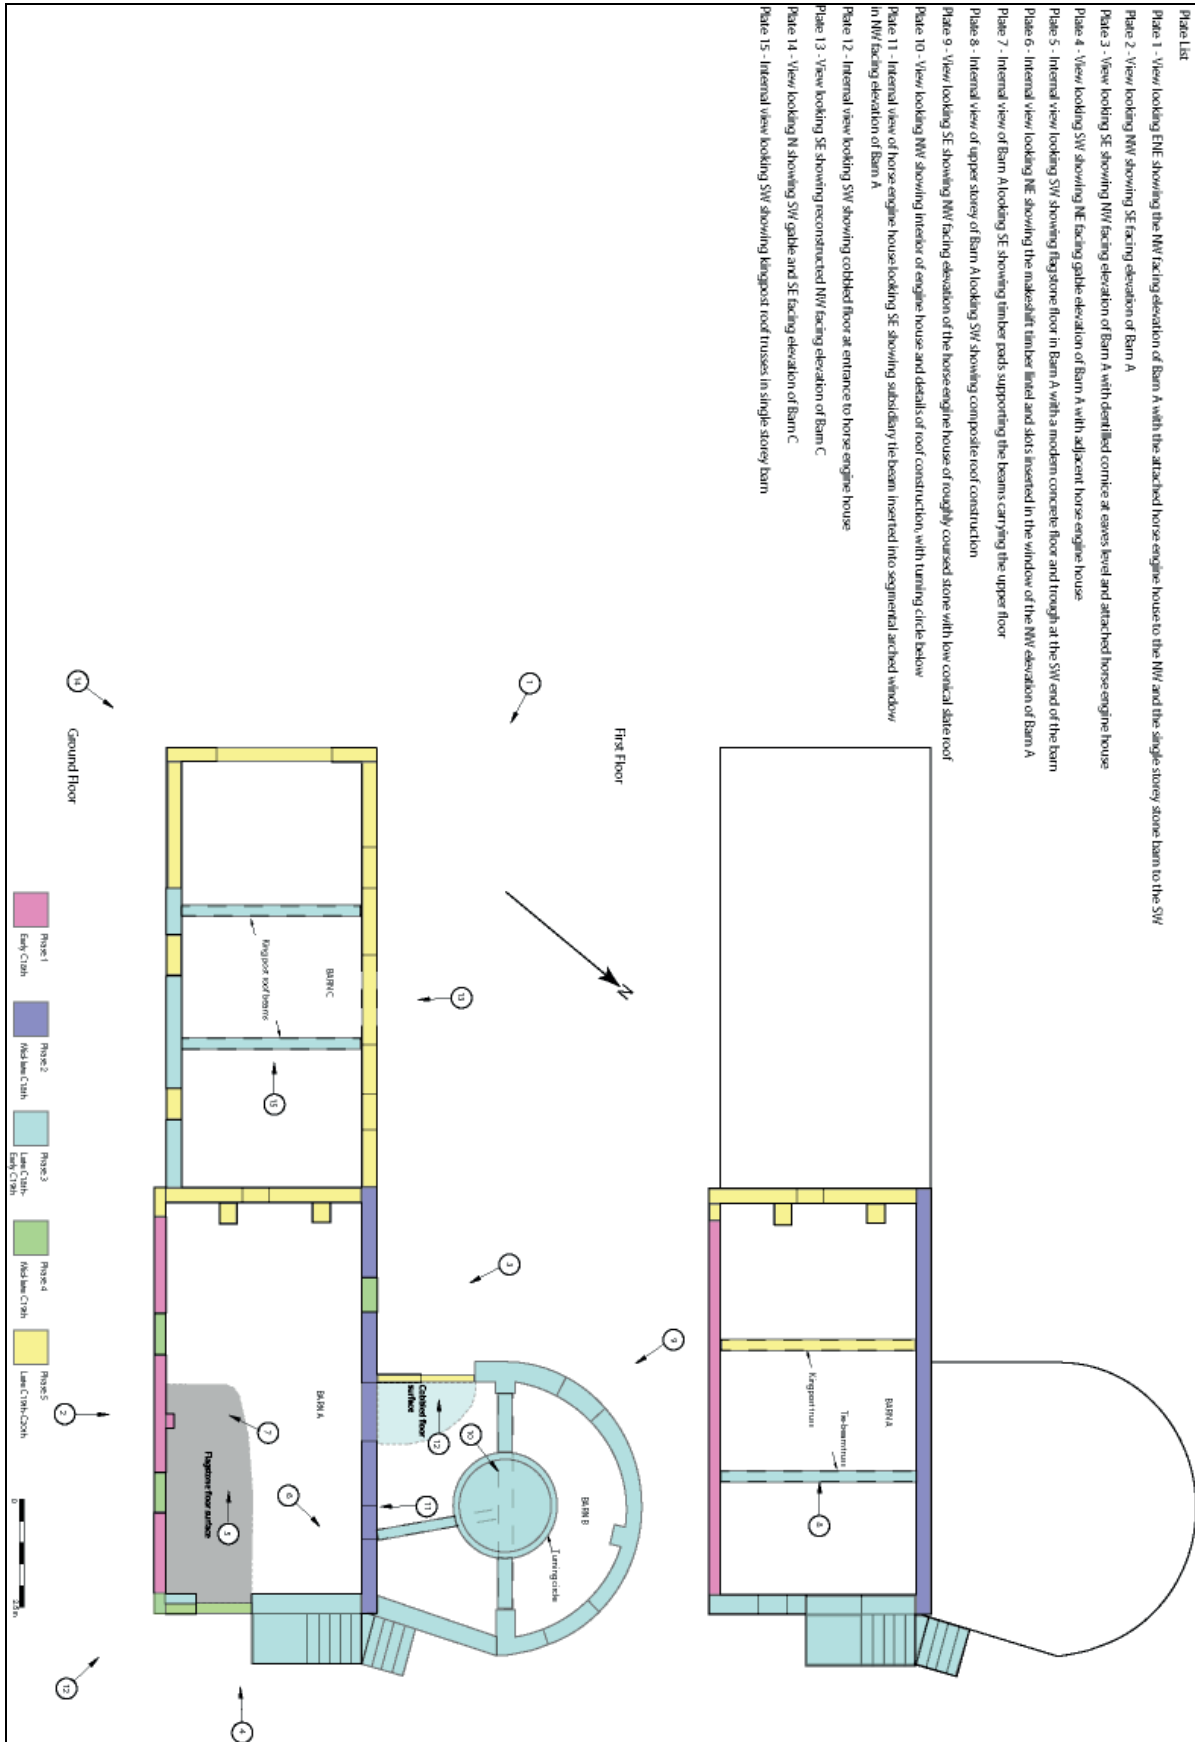 Plate List
Plate 1 - View looking ENE showing the NW facing elevation of Barn A with the attached horse engine house to the NW and the single storey stone barn to the SW
Plate 2 - View looking NW showing SE facing elevation of Barn A
Plate 3 - View looking SE showing NW facing elevation of Barn A with dentilled cornice at eaves level and attached horse engine house
Plate 4 - View looking SW showing NE facing gable elevation of Barn A with adjacent horse engine house
Plate 5 - Internal view looking SW showing flagstone floor in Barn A with a modern concrete floor and trough at the SW end of the barn
Plate 6 - Internal view looking NE showing the makeshift timber lintel and slots inserted in the window of the NW elevation of Barn A
Plate 7 - Internal view of Barn A looking SE showing timber pads supporting the beams carrying the upper floor
Plate 8 - Internal view of upper storey of Barn A looking SW showing composite roof construction
Plate 9 - View looking SE showing NW facing elevation of the horse engine house of roughly coursed stone with low conical slate roof
Plate 10 - View looking NW showing interior of engine house and details of roof construction, with turning circle below
Plate 11 - Internal view of horse engine house looking SE showing subsidiary tie beam inserted into segmental arched window
in NW facing elevation of Barn A
Plate 12 - Internal view looking SW showing cobbled floor at entrance to horse engine house
Plate 13 - View looking SE showing reconstructed NW facing elevation of Barn C
Plate 14 - View looking N showing SW gable and SE facing elevation of Barn C
Plate 15 - Internal view looking SW showing kingpost roof trusses in single storey barn
First Floor
BARN A
King post truss
Tie-beam truss
N
1
3
9
13
BARN C
King post roof beams
15
BARN A
Cobbled floor
surface
12
10
11
BARN B
Turning circle
7
6
5
Flagstone floor surface
14
2
12
4
Ground Floor
Phase 1
Early C18th
Phase 2
Mid-late C18th
Phase 3
Late C18th-
Early C19th
Phase 4
Mid-late C19th
Phase 5
Late C19th-C20th
0